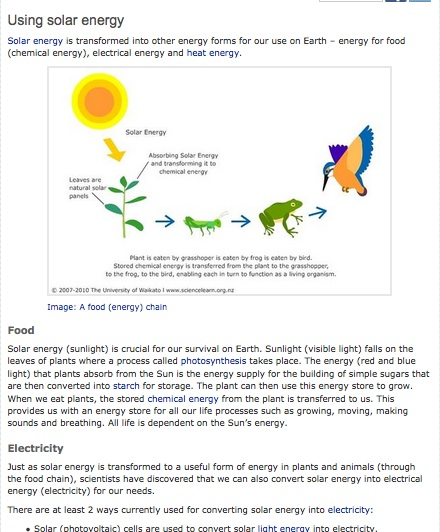 Using solar energy
Solar energy is transformed into other energy forms for our use on Earth – energy for food
(chemical energy), electrical energy and heat energy.
Solar Energy
Absorbing Solar Energy
and transforming it to
chemical energy
Leaves are
natural solar
panels
Plant is eaten by grasshopper is eaten by frog is eaten by bird.
Stored chemical energy is transferred from the plant to the grasshopper,
to the frog, to the bird, enabling each in turn to function as a living organism.
© 2007-2010 The University of Waikato I www.sciencelearn.org.nz
Image: A food (energy) chain
Food
Solar energy (sunlight) is crucial for our survival on Earth. Sunlight (visible light) falls on the
leaves of plants where a process called photosynthesis takes place. The energy (red and blue
light) that plants absorb from the Sun is the energy supply for the building of simple sugars that
are then converted into starch for storage. The plant can then use this energy store to grow.
When we eat plants, the stored chemical energy from the plant is transferred to us. This
provides us with an energy store for all our life processes such as growing, moving, making
sounds and breathing. All life is dependent on the Sun's energy.
Electricity
Just as solar energy is transformed to a useful form of energy in plants and animals (through
the food chain), scientists have discovered that we can also convert solar energy into electrical
energy (electricity) for our needs.
There are at least 2 ways currently used for converting solar energy into electricity:
• Solar (photovoltaic) cells are used to convert solar light energy into electricity.